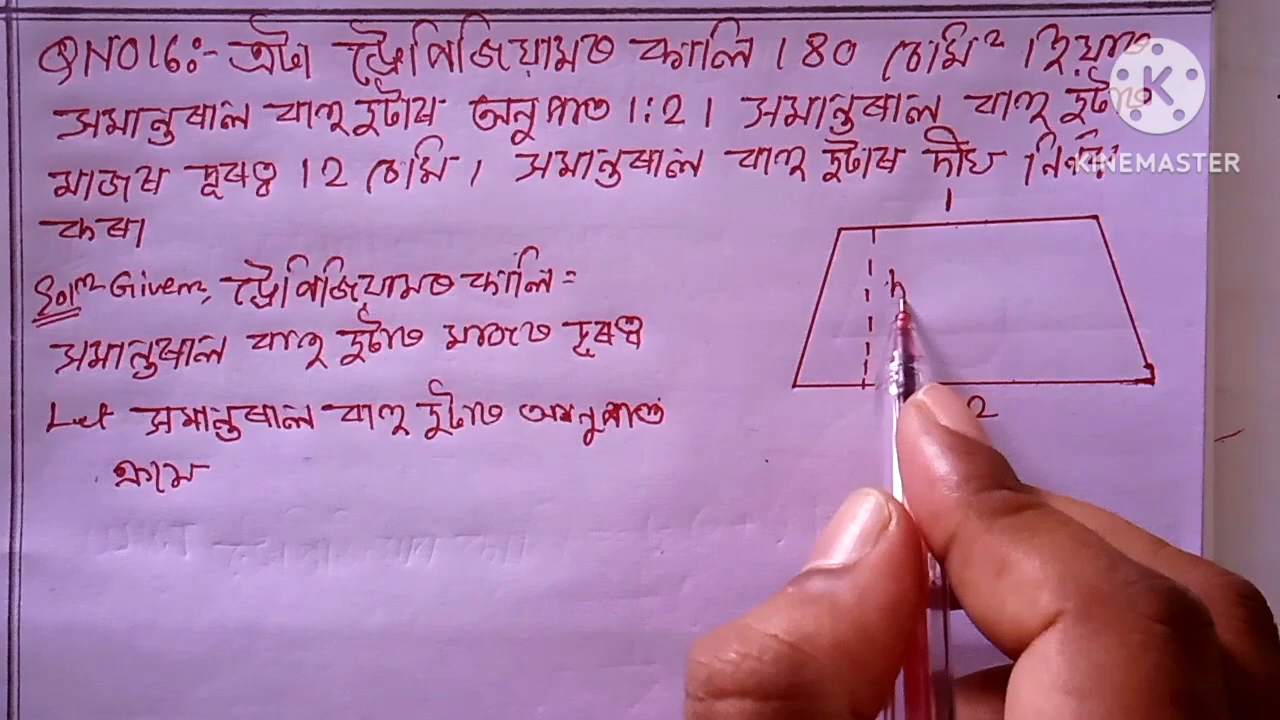 QNO16:- এটা ট্ৰেপিজিয়ামৰ কালি 180 চেমি² । ইয়াৰ
সমান্তৰাল বাহু দুটাৰ অনুপাত 1:2। সমান্তৰাল বাহু দুটাৰ
মাজৰ দূৰত্ব 12 চেমি। সমান্তৰাল বাহু দুটাৰ দীঘ
কৰা।
Solⁿ Given, ট্ৰেপিজিয়ামৰ কালি =
সমান্তৰাল বাহু দুটাৰ মাজৰ দূৰত্ব
Let সমান্তৰাল বাহু দুটাৰ অনুপাত
ক্ৰমে
1
h
2
K
KINEMASTER